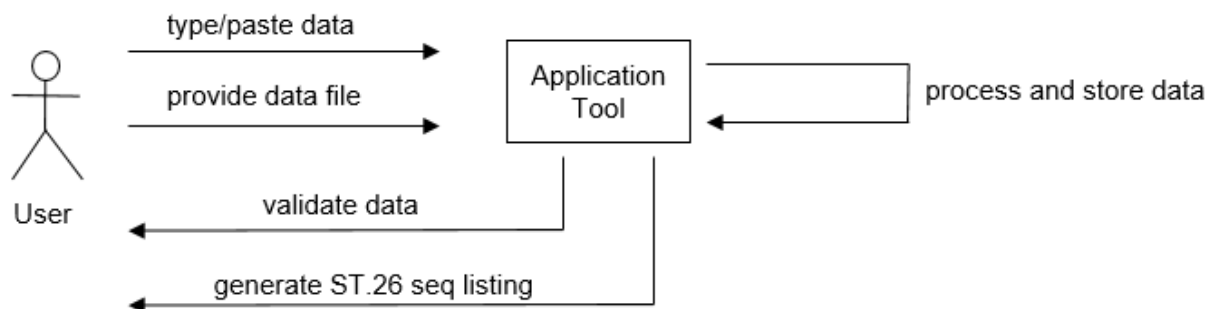 type/paste data
provide data file
User
Application
Tool
process and store data
validate data
generate ST.26 seq listing